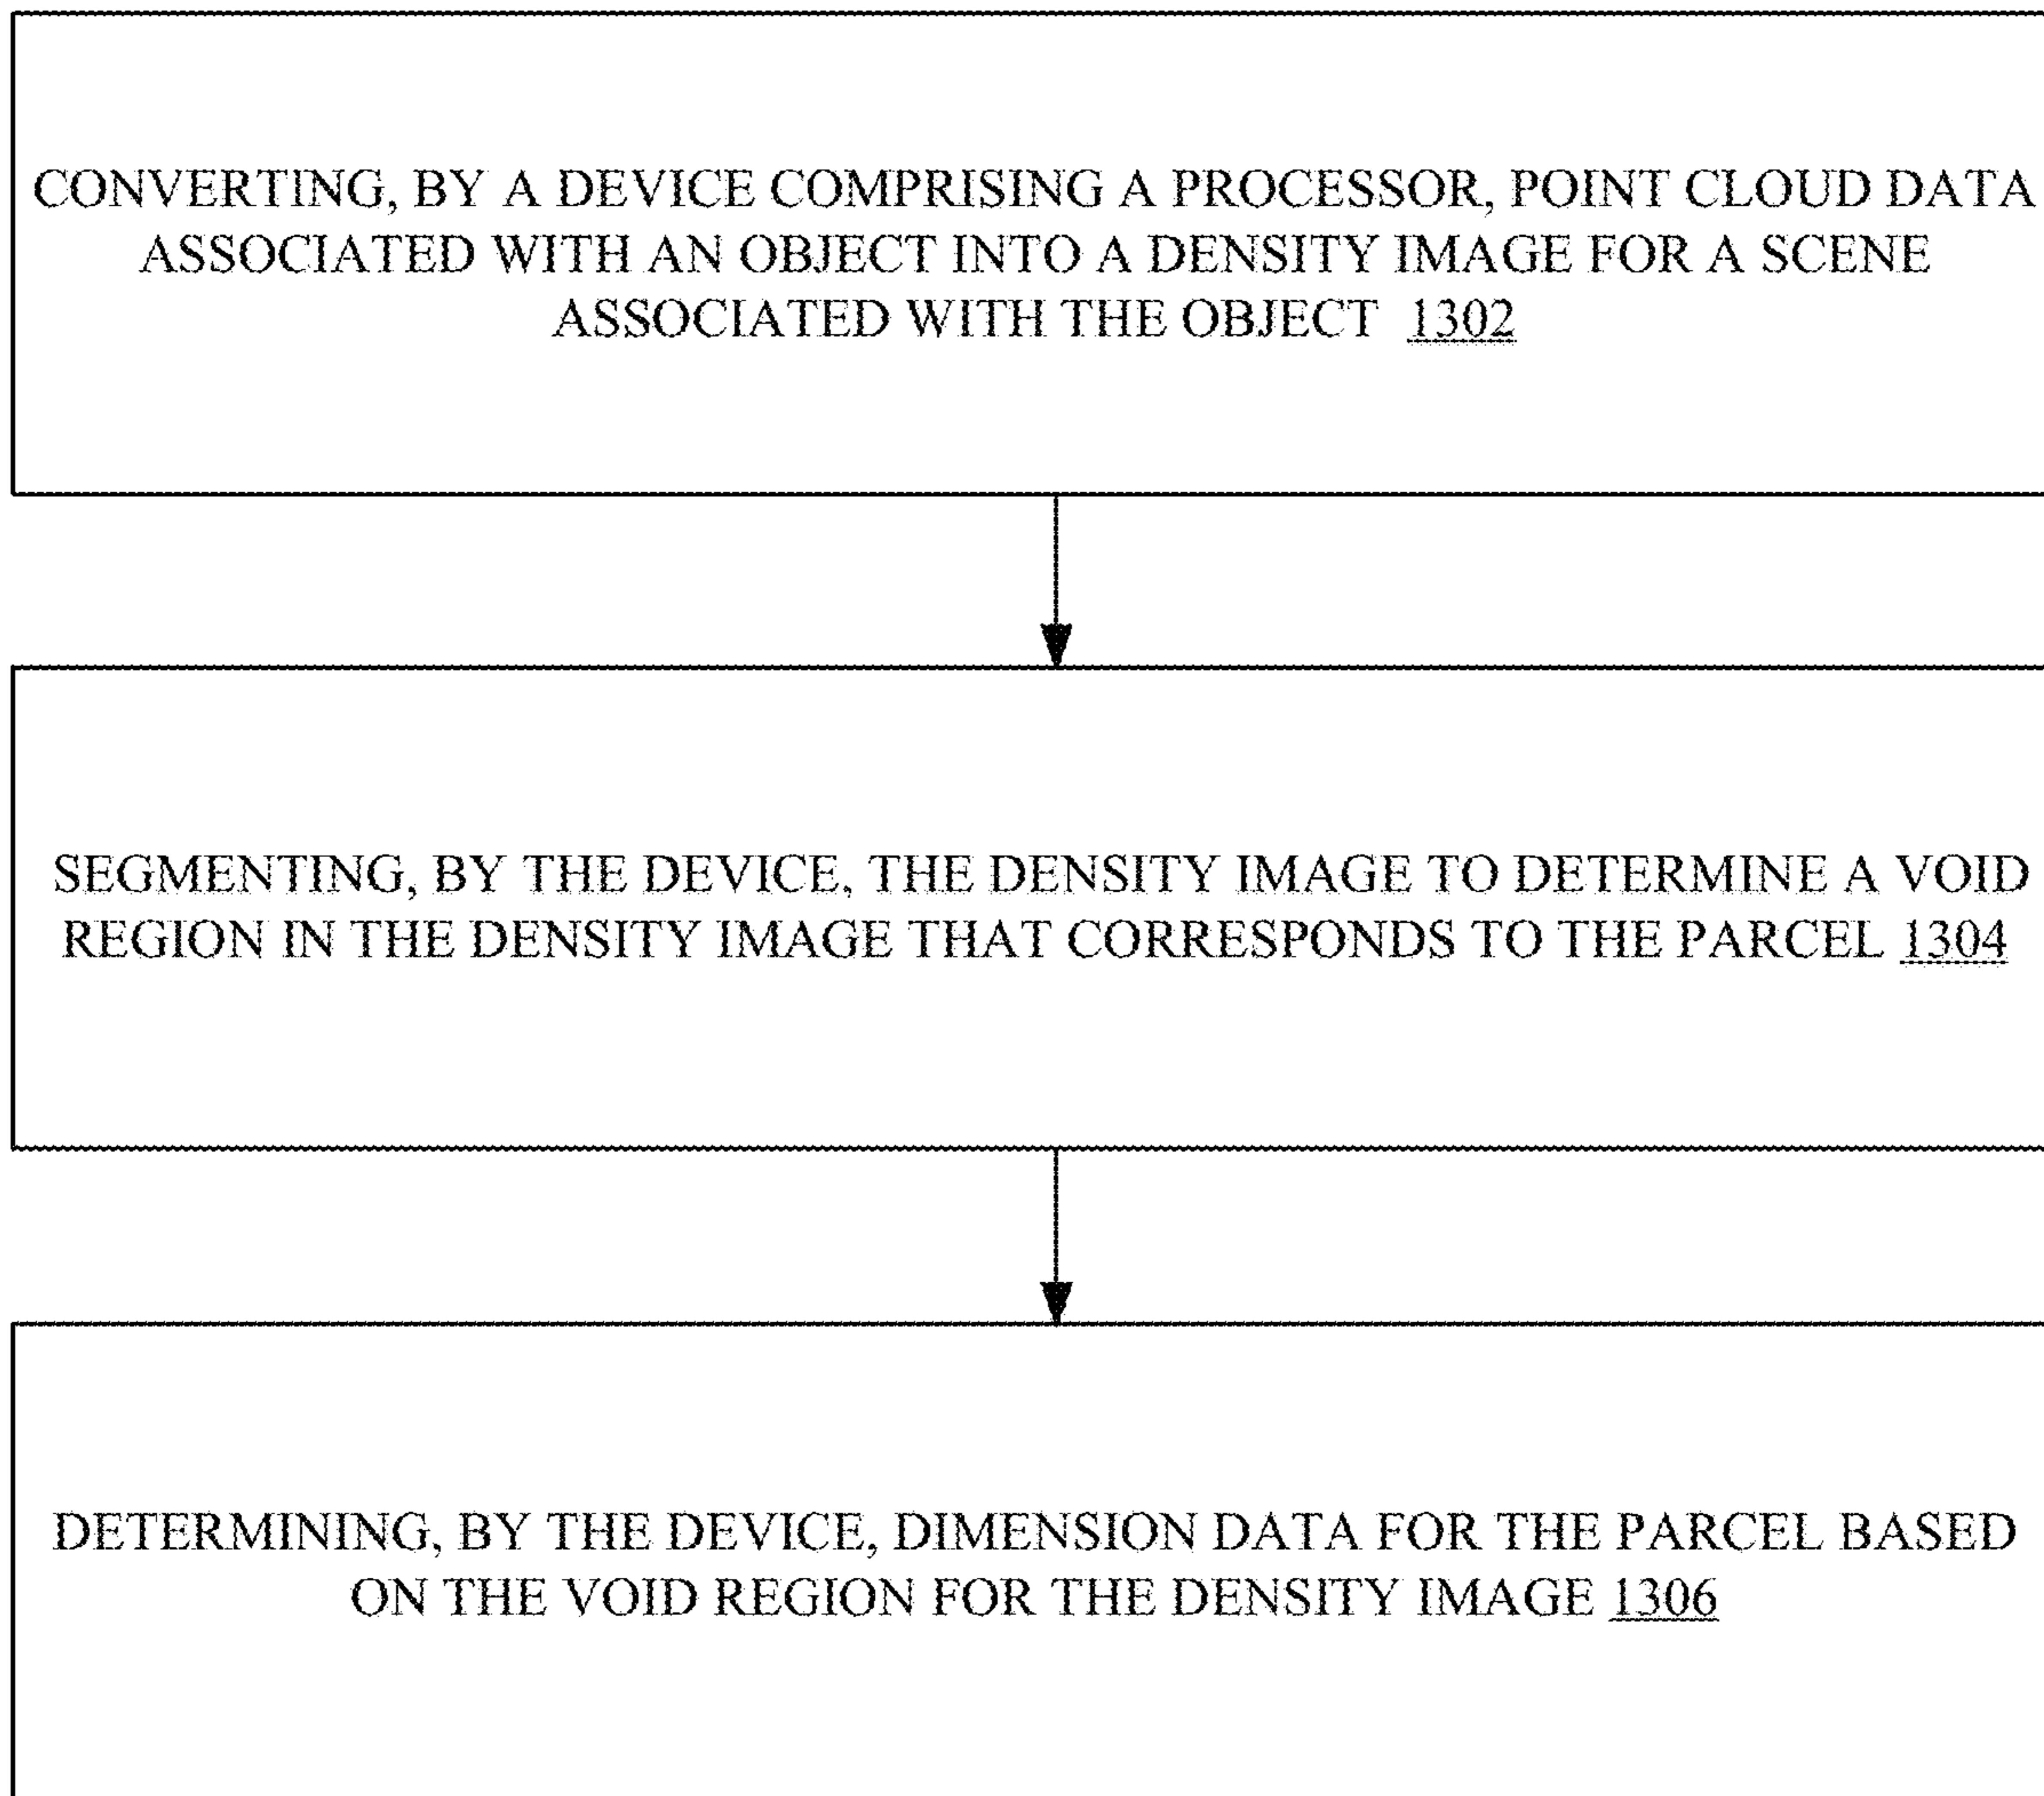 CONVERTING, BY A DEVICE COMPRISING A PROCESSOR, POINT CLOUD DATA
ASSOCIATED WITH AN OBJECT INTO A DENSITY IMAGE FOR A SCENE
ASSOCIATED WITH THE OBJECT 1302
SEGMENTING, BY THE DEVICE, THE DENSITY IMAGE TO DETERMINE A VOID
REGION IN THE DENSITY IMAGE THAT CORRESPONDS TO THE PARCEL 1304
DETERMINING, BY THE DEVICE, DIMENSION DATA FOR THE PARCEL BASED
ON THE VOID REGION FOR THE DENSITY IMAGE 1306